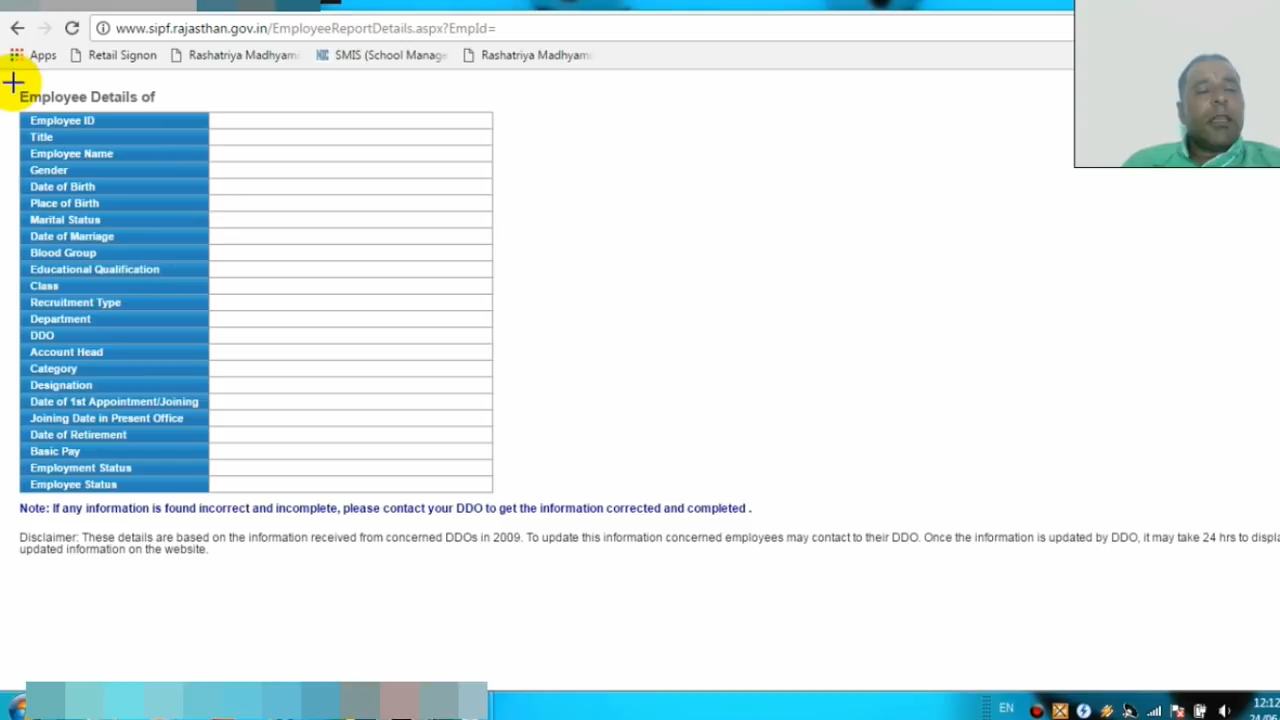 www.sipf.rajasthan.gov.in/EmployeeReportDetails.aspx?EmpId=
Apps Retail Signon Rashatriya Madhyami SMIS (School Manage Rashatriya Madhyami
Employee Details of
Employee ID
Title
Employee Name
Gender
Date of Birth
Place of Birth
Marital Status
Date of Marriage
Blood Group
Educational Qualification
Class
Recruitment Type
Department
DDO
Account Head
Category
Designation
Date of 1st Appointment/Joining
Joining Date in Present Office
Date of Retirement
Basic Pay
Employment Status
Employee Status
Note: If any information is found incorrect and incomplete, please contact your DDO to get the information corrected and completed .
Disclaimer: These details are based on the information received from concerned DDOs in 2009. To update this information concerned employees may contact to their DDO. Once the information is updated by DDO, it may take 24 hrs to displa
updated information on the website.
EN
12:12